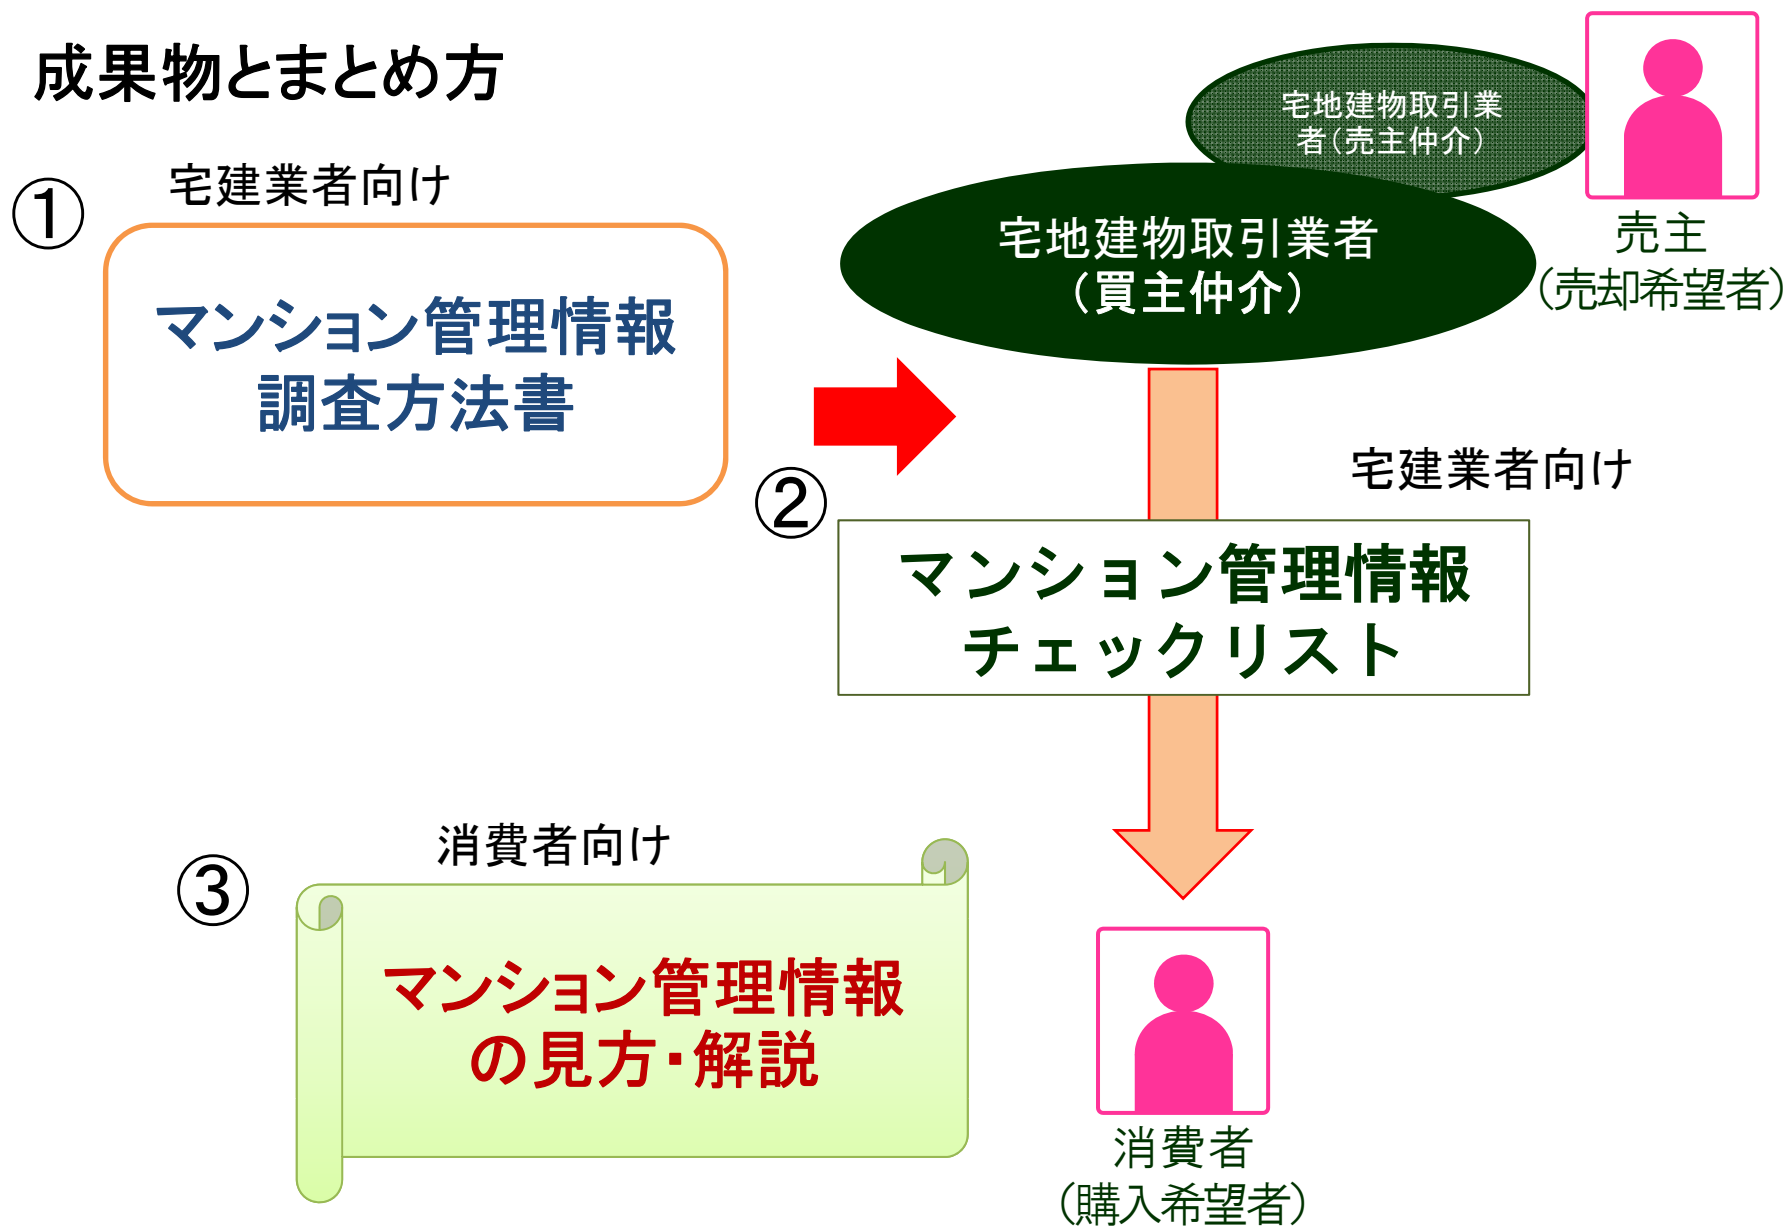 成果物とまとめ方
宅地建物取引業
者(売主仲介)
①
宅建業者向け
マンション管理情報
調査方法書
宅地建物取引業者
(買主仲介)
売主
(売却希望者)
②
宅建業者向け
マンション管理情報
チェックリスト
③
消費者向け
マンション管理情報
の見方・解説
消費者
(購入希望者)